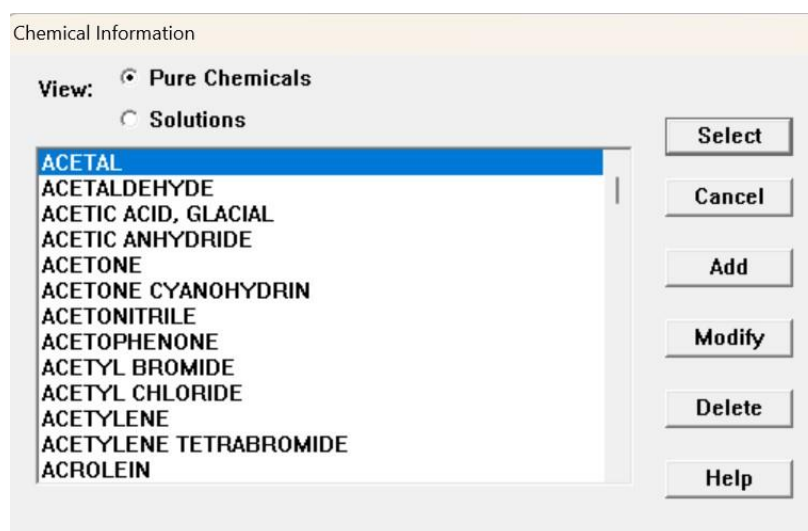 Chemical Information
View:
Pure Chemicals
Solutions
ACETAL
ACETALDEHYDE
ACETIC ACID, GLACIAL
ACETIC ANHYDRIDE
ACETONE
ACETONE CYANOHYDRIN
ACETONITRILE
ACETOPHENONE
ACETYL BROMIDE
ACETYL CHLORIDE
ACETYLENE
ACETYLENE TETRABROMIDE
ACROLEIN
Select
Cancel
Add
Modify
Delete
Help